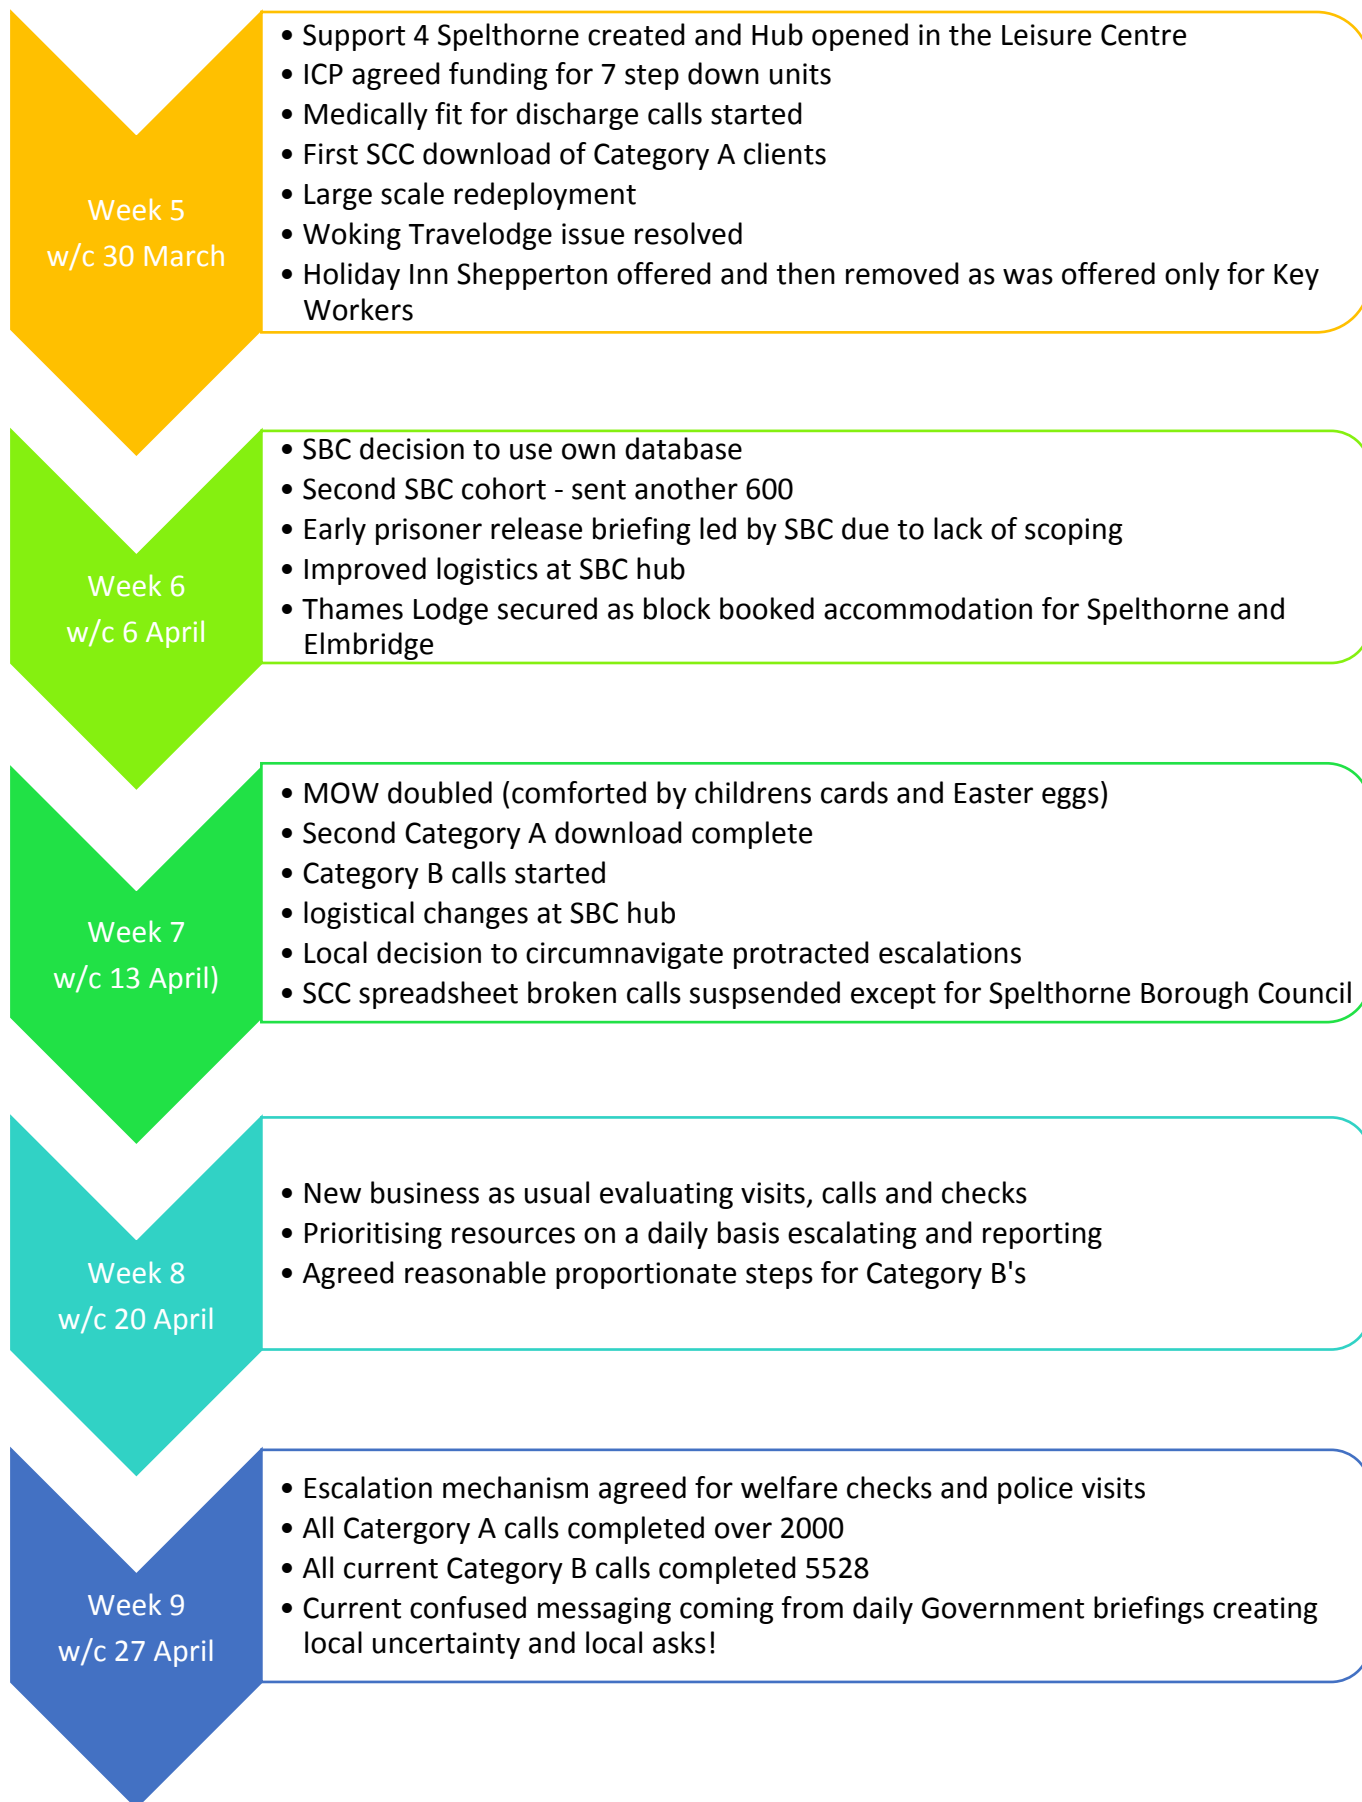 Week 5
w/c 30 March
• Support 4 Spelthorne created and Hub opened in the Leisure Centre
• ICP agreed funding for 7 step down units
• Medically fit for discharge calls started
• First SCC download of Category A clients
• Large scale redeployment
• Woking Travelodge issue resolved
• Holiday Inn Shepperton offered and then removed as was offered only for Key
Workers
Week 6
w/c 6 April
• SBC decision to use own database
• Second SBC cohort - sent another 600
• Early prisoner release briefing led by SBC due to lack of scoping
• Improved logistics at SBC hub
• Thames Lodge secured as block booked accommodation for Spelthorne and
Elmbridge
Week 7
w/c 13 April)
• MOW doubled (comforted by childrens cards and Easter eggs)
• Second Category A download complete
• Category B calls started
• logistical changes at SBC hub
• Local decision to circumnavigate protracted escalations
• SCC spreadsheet broken calls suspsended except for Spelthorne Borough Council
Week 8
w/c 20 April
• New business as usual evaluating visits, calls and checks
• Prioritising resources on a daily basis escalating and reporting
• Agreed reasonable proportionate steps for Category B's
Week 9
w/c 27 April
• Escalation mechanism agreed for welfare checks and police visits
• All Catergory A calls completed over 2000
• All current Category B calls completed 5528
• Current confused messaging coming from daily Government briefings creating
local uncertainty and local asks!